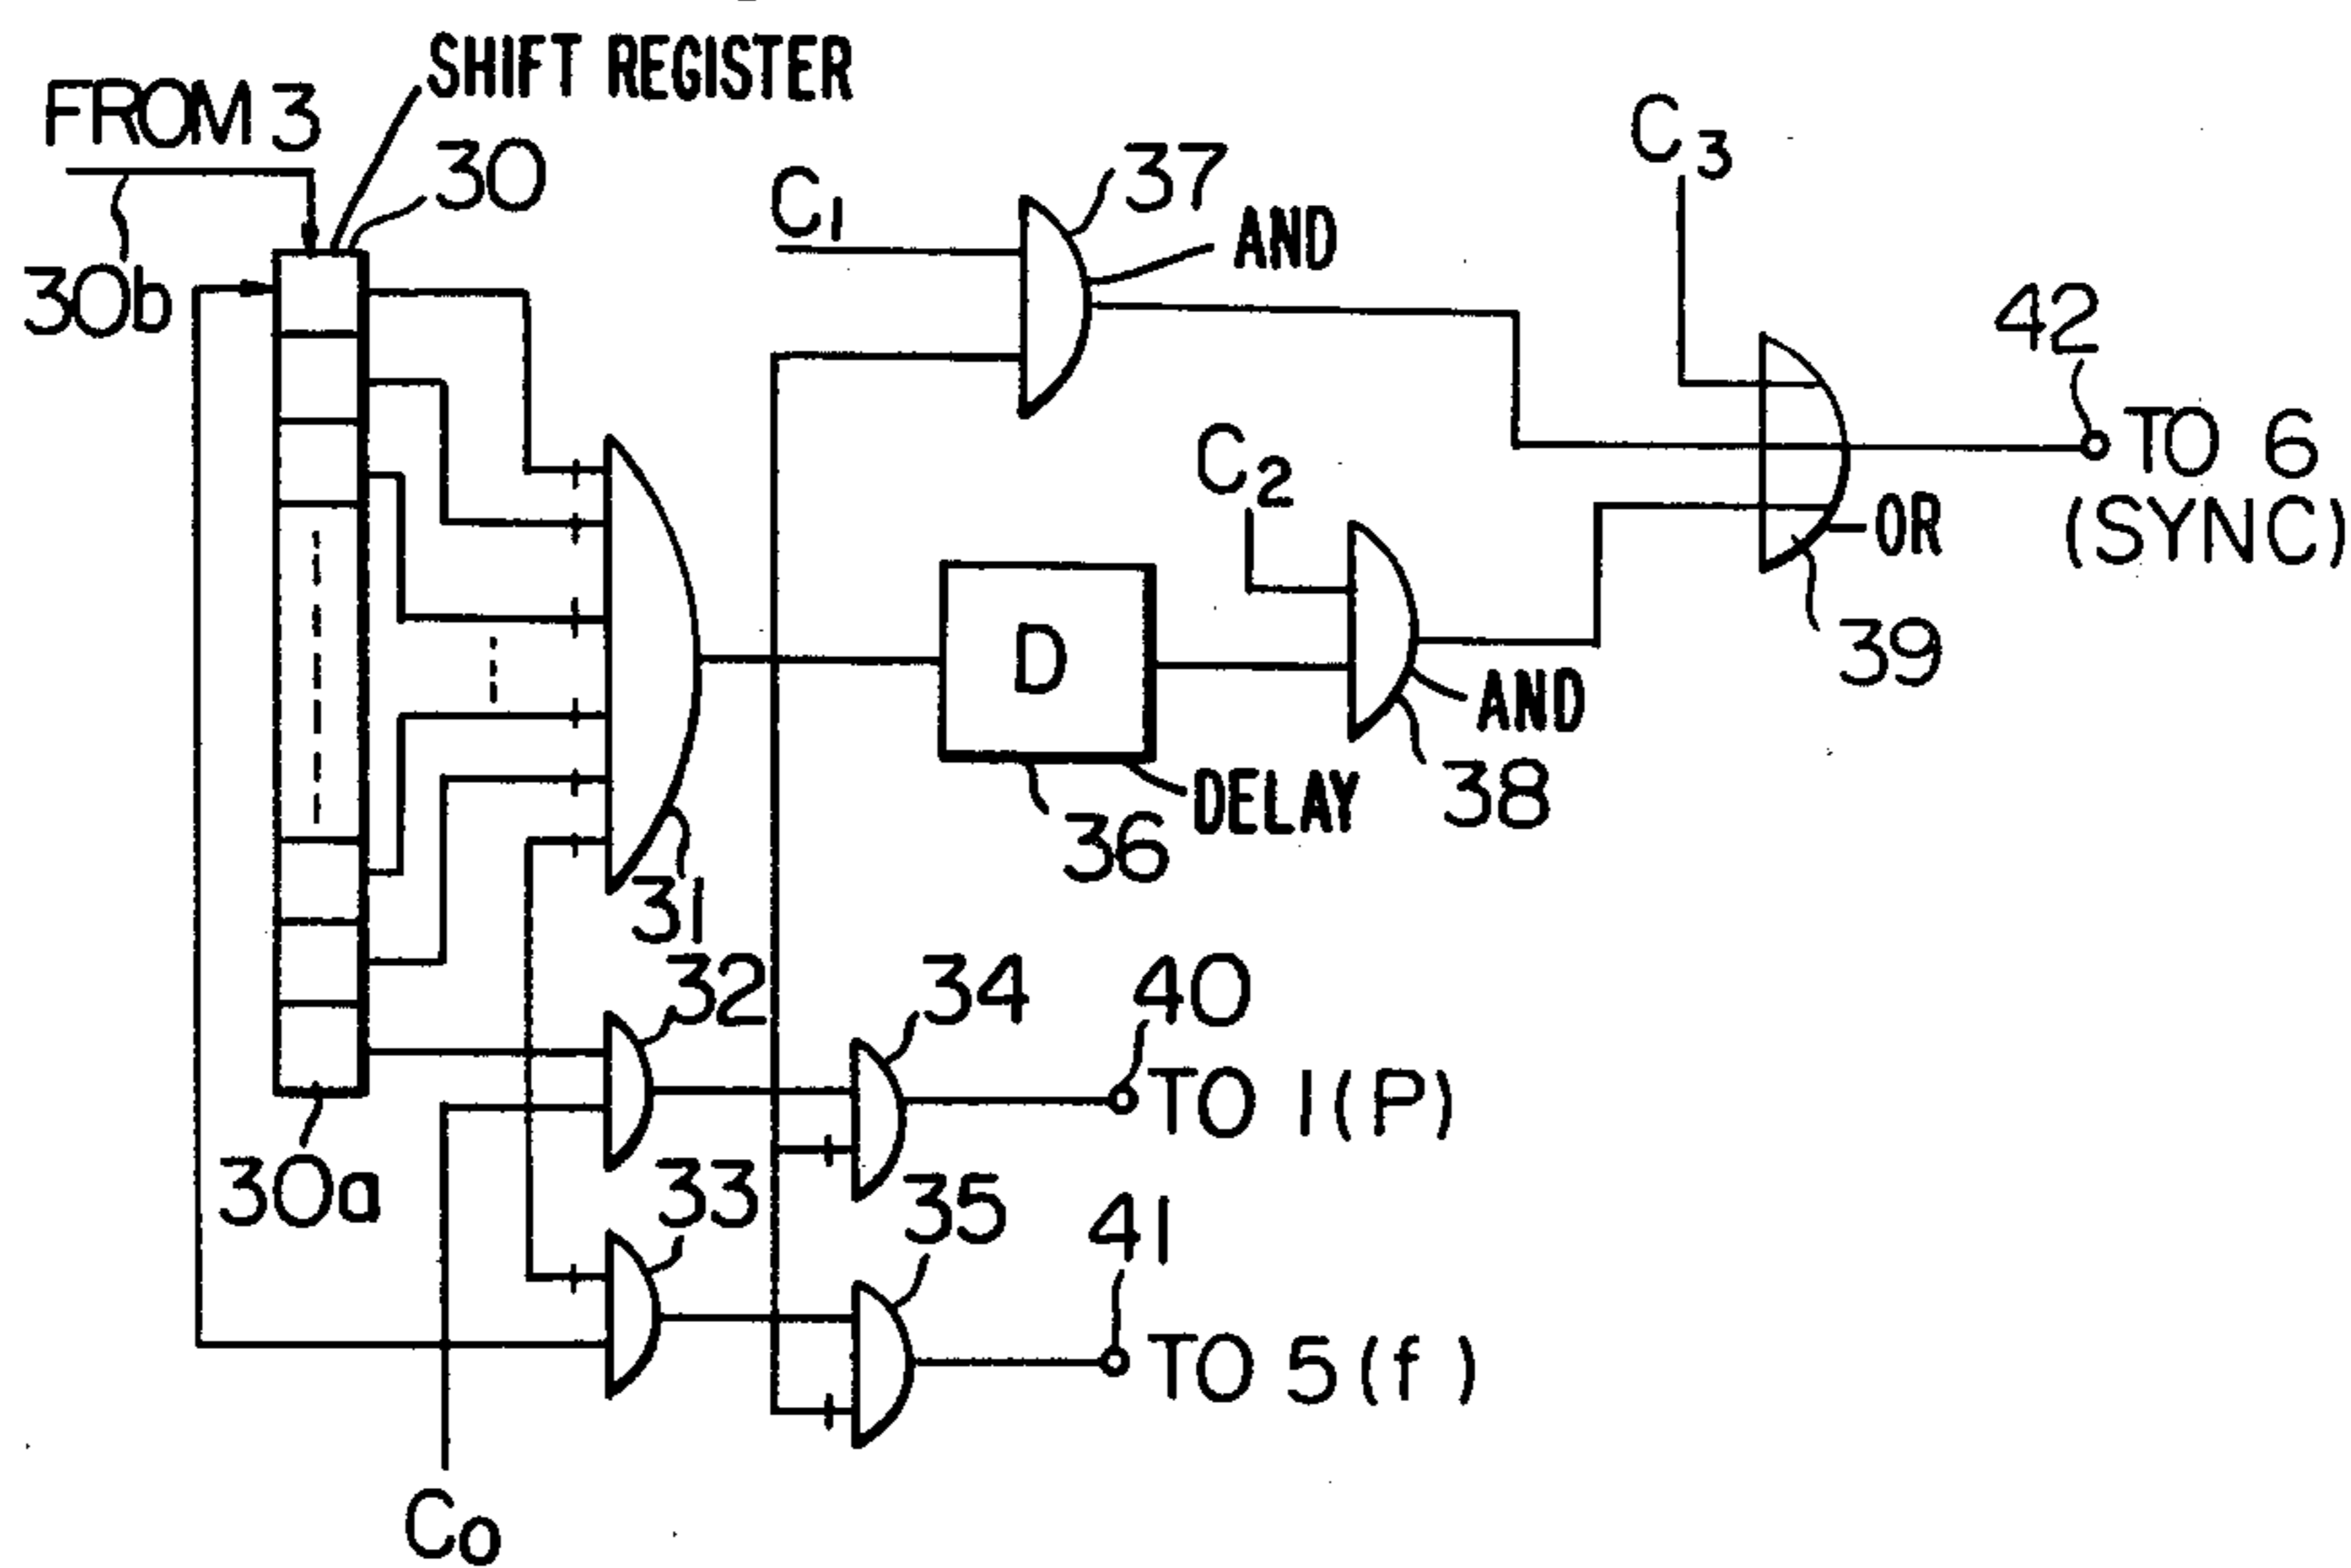 SHIFT REGISTER
FROM 3
30
30b
C1
37
AND
C3
42
TO 6
(SYNC)
C2
OR
39
D
AND
38
DELAY
36
31
32
34
40
TO 1(P)
30a
33
35
41
TO 5(f)
C0